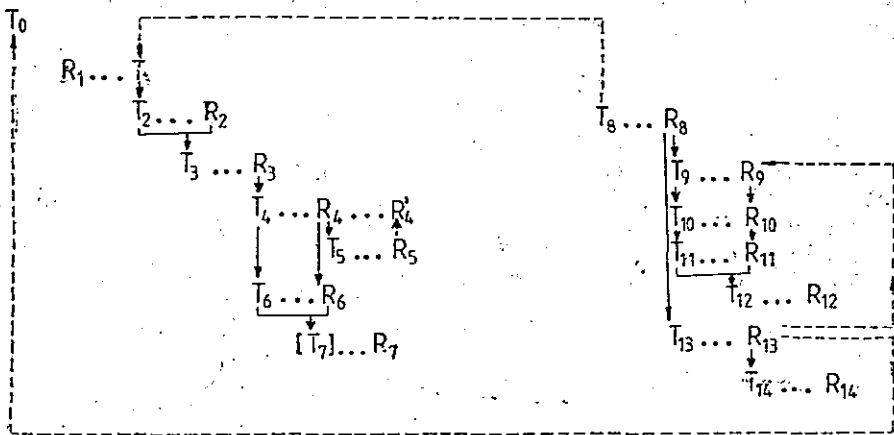 T₀
R₁ ... T
T₂ ... R₂ T₈ ... R₈
T₃ ... R₃ T₉ ... R₉
T₄ ... R₄ ... R'₄ T₁₀ ... R₁₀
T₅ ... R₅ T₁₁ ... R₁₁
T₆ ... R₆ T₁₂ ... R₁₂
[T₇] ... R₇ T₁₃ ... R₁₃
T₁₄ ... R₁₄